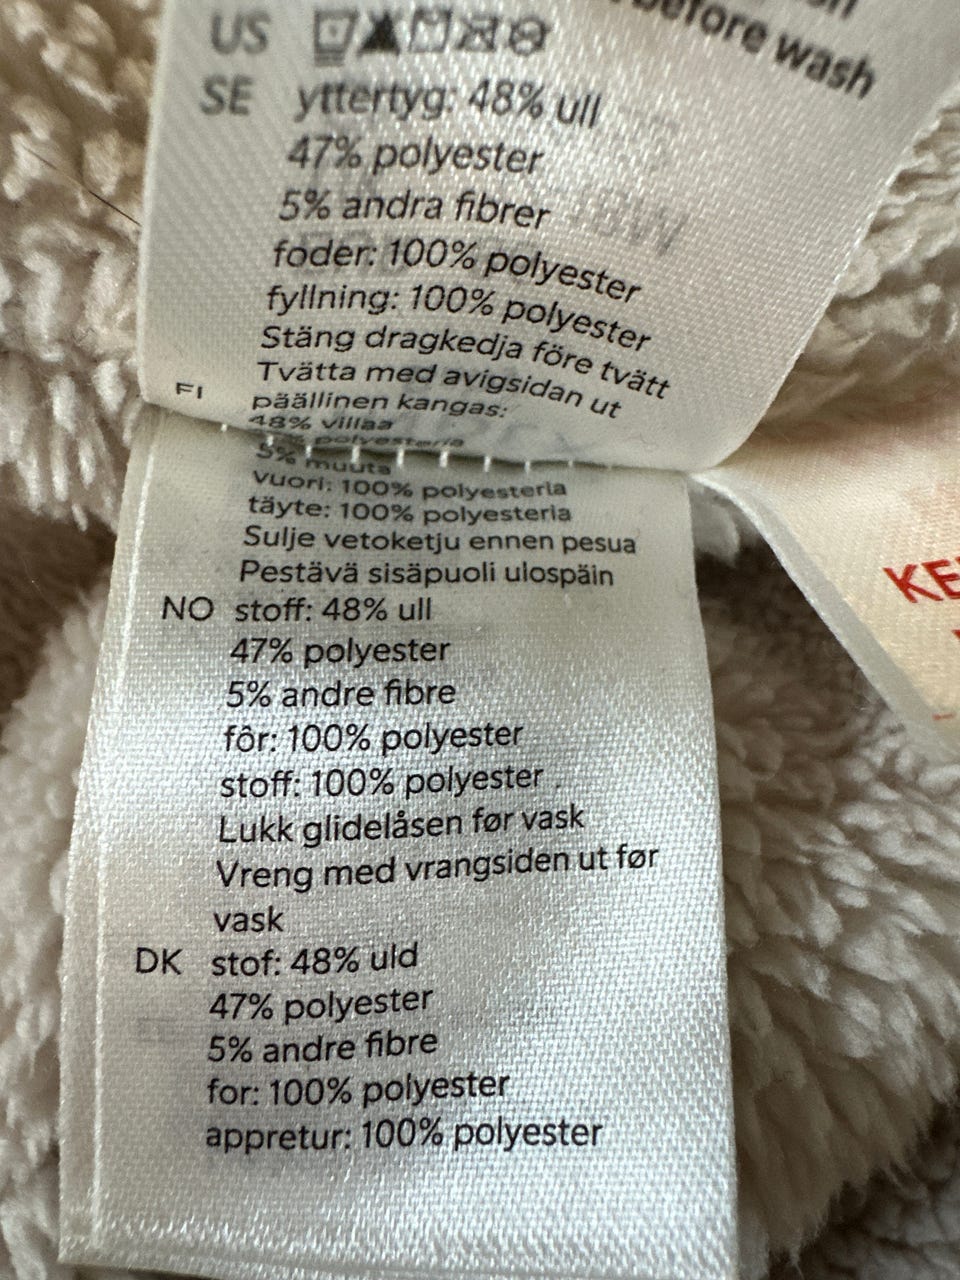 before wash
US
SE yttertyg: 48% ull
47% polyester
5% andra fibrer
foder: 100% polyester
fyllning: 100% polyester
Stäng dragkedja före tvätt
Tvätta med avigsidan ut
FI päällinen kangas:
48% villaa
47% polyesteria
5% muuta
vuori: 100% polyesteria
täyte: 100% polyesteria
Sulje vetoketju ennen pesua
Pestävä sisäpuoli ulospäin
NO stoff: 48% ull
47% polyester
5% andre fibre
fôr: 100% polyester
stoff: 100% polyester
Lukk glidelåsen før vask
Vreng med vrangsiden ut før
vask
DK stof: 48% uld
47% polyester
5% andre fibre
for: 100% polyester
appretur: 100% polyester
KE